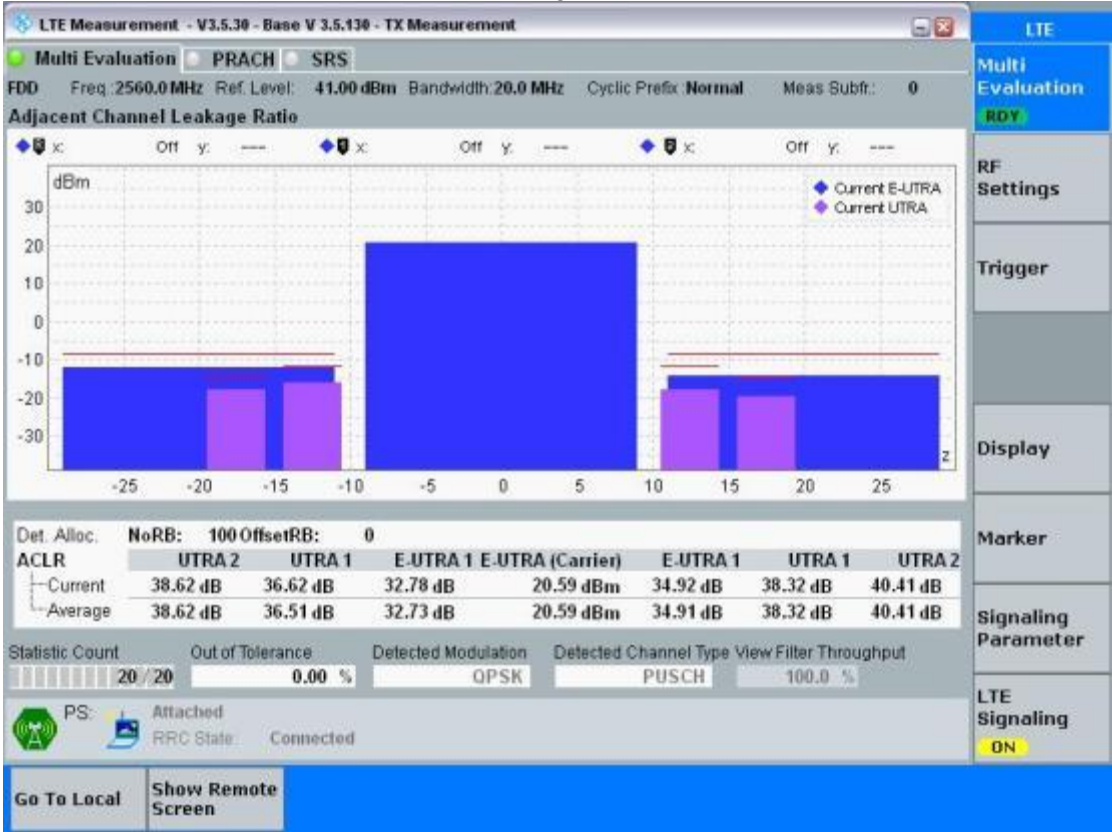 LTE Measurement - V3.5.30 - Base V 3.5.130 - TX Measurement
LTE
Multi Evaluation PRACH SRS
Multi Evaluation
RDY
FDD Freq.:2560.0 MHz Ref. Level: 41.00 dBm Bandwidth:20.0 MHz Cyclic Prefix :Normal Meas Subfr.: 0
Adjacent Channel Leakage Ratio
x: Off y: --- x: Off y: --- x: Off y: ---
dBm
Current E-UTRA
Current UTRA
30
20
10
0
-10
-20
-30
z
-25 -20 -15 -10 -5 0 5 10 15 20 25
RF
Settings
Trigger
Display
Marker
Signaling
Parameter
LTE
Signaling
ON
Det. Alloc. NoRB: 100 OffsetRB: 0
ACLR UTRA 2 UTRA 1 E-UTRA 1 E-UTRA (Carrier) E-UTRA 1 UTRA 1 UTRA 2
Current 38.62 dB 36.62 dB 32.78 dB 20.59 dBm 34.92 dB 38.32 dB 40.41 dB
Average 38.62 dB 36.51 dB 32.73 dB 20.59 dBm 34.91 dB 38.32 dB 40.41 dB
Statistic Count Out of Tolerance Detected Modulation Detected Channel Type View Filter Throughput
20 / 20 0.00 % QPSK PUSCH 100.0 %
PS: Attached
RRC State: Connected
Go To Local
Show Remote
Screen